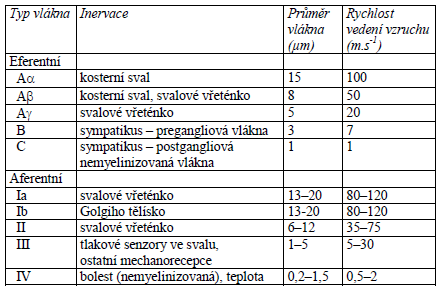 Typ vlákna Inervace Průměr vlákna (μm) Rychlost vedení vzruchu (m.s-1)
Eferentní
Aα kosterní sval 15 100
Aβ kosterní sval, svalové vřeténko 8 50
Aγ svalové vřeténko 5 20
B sympatikus – pregangliová vlákna 3 7
C sympatikus – postgangliová nemyelinizovaná vlákna 1 1
Aferentní
Ia svalové vřeténko 13-20 80–120
Ib Golgiho tělísko 13-20 80–120
II svalové vřeténko 6–12 35–75
III tlakové senzory ve svalu, ostatní mechanorecepce 1–5 5–30
IV bolest (nemyelinizovaná), teplota 0,2–1,5 0,5–2